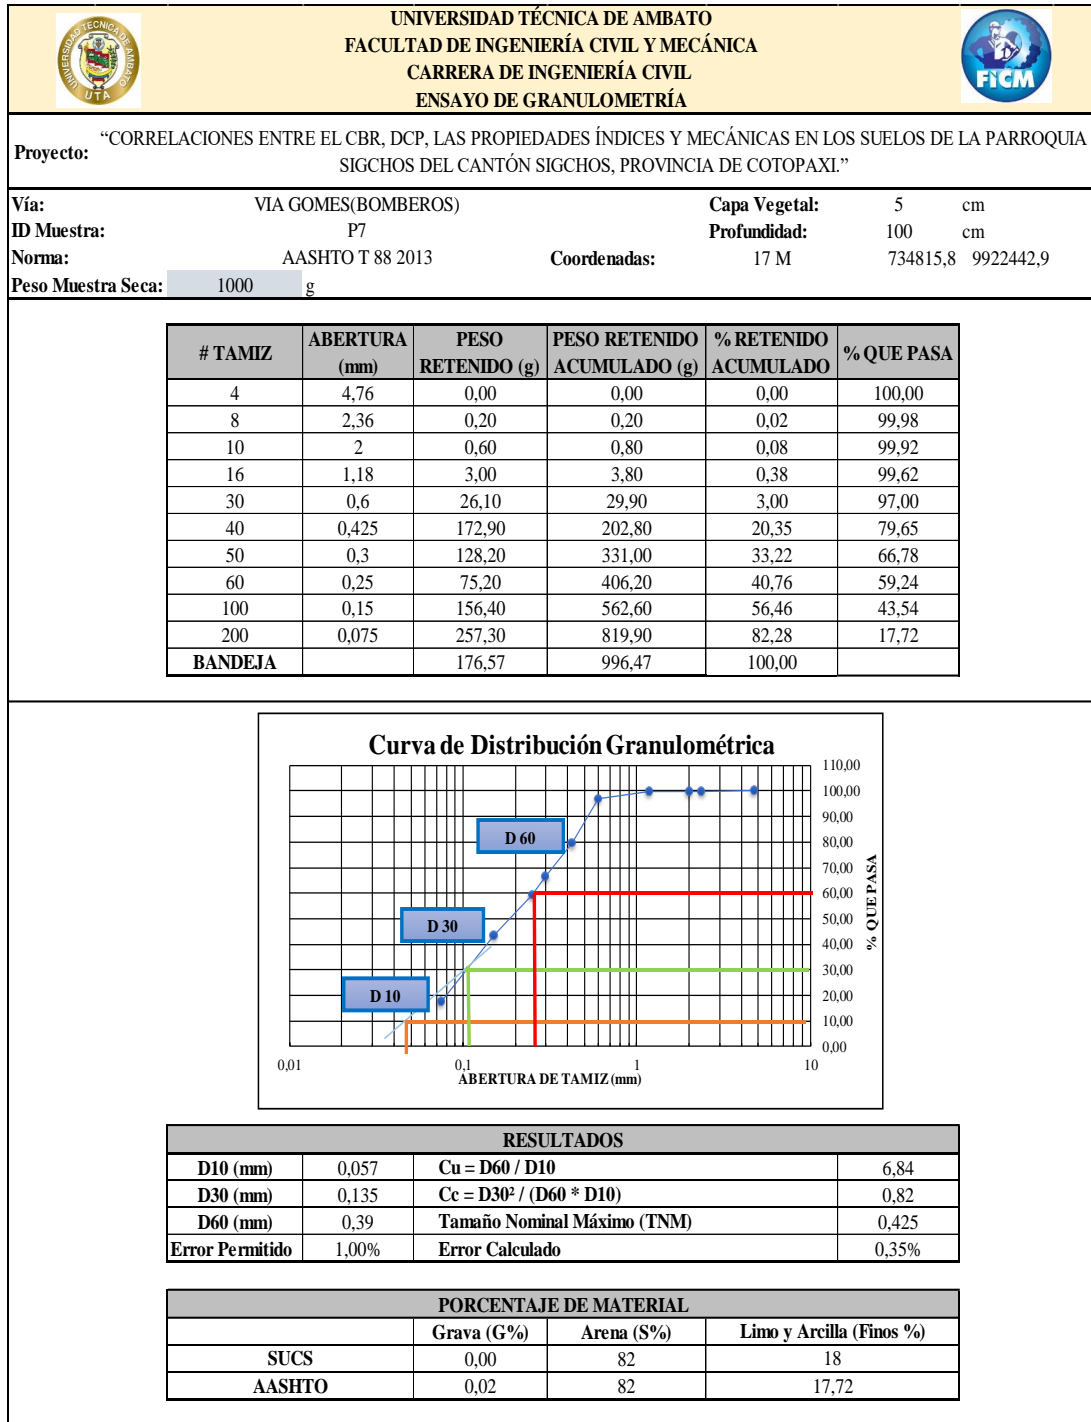 UNIVERSIDAD TÉCNICA DE AMBATO
FACULTAD DE INGENIERÍA CIVIL Y MECÁNICA
CARRERA DE INGENIERÍA CIVIL
ENSAYO DE GRANULOMETRÍA
UNIVERSIDAD TECNICA DE AMBATO
UTA
FICM
Proyecto: “CORRELACIONES ENTRE EL CBR, DCP, LAS PROPIEDADES ÍNDICES Y MECÁNICAS EN LOS SUELOS DE LA PARROQUIA
SIGCHOS DEL CANTÓN SIGCHOS, PROVINCIA DE COTOPAXI.”
Vía: VIA GOMES(BOMBEROS) Capa Vegetal: 5 cm
ID Muestra: P7 Profundidad: 100 cm
Norma: AASHTO T 88 2013 Coordenadas: 17 M 734815,8 9922442,9
Peso Muestra Seca: 1000 g
# TAMIZ ABERTURA (mm) PESO RETENIDO (g) PESO RETENIDO ACUMULADO (g) % RETENIDO ACUMULADO % QUE PASA
4 4,76 0,00 0,00 0,00 100,00
8 2,36 0,20 0,20 0,02 99,98
10 2 0,60 0,80 0,08 99,92
16 1,18 3,00 3,80 0,38 99,62
30 0,6 26,10 29,90 3,00 97,00
40 0,425 172,90 202,80 20,35 79,65
50 0,3 128,20 331,00 33,22 66,78
60 0,25 75,20 406,20 40,76 59,24
100 0,15 156,40 562,60 56,46 43,54
200 0,075 257,30 819,90 82,28 17,72
BANDEJA 176,57 996,47 100,00
Curva de Distribución Granulométrica
110,00
100,00
90,00
80,00
70,00
60,00
50,00
40,00
30,00
20,00
10,00
0,00
% QUE PASA
D 60
D 30
D 10
0,01 0,1 1 10
ABERTURA DE TAMIZ (mm)
RESULTADOS
D10 (mm) 0,057 Cu = D60 / D10 6,84
D30 (mm) 0,135 Cc = D30² / (D60 * D10) 0,82
D60 (mm) 0,39 Tamaño Nominal Máximo (TNM) 0,425
Error Permitido 1,00% Error Calculado 0,35%
PORCENTAJE DE MATERIAL
Grava (G%) Arena (S%) Limo y Arcilla (Finos %)
SUCS 0,00 82 18
AASHTO 0,02 82 17,72